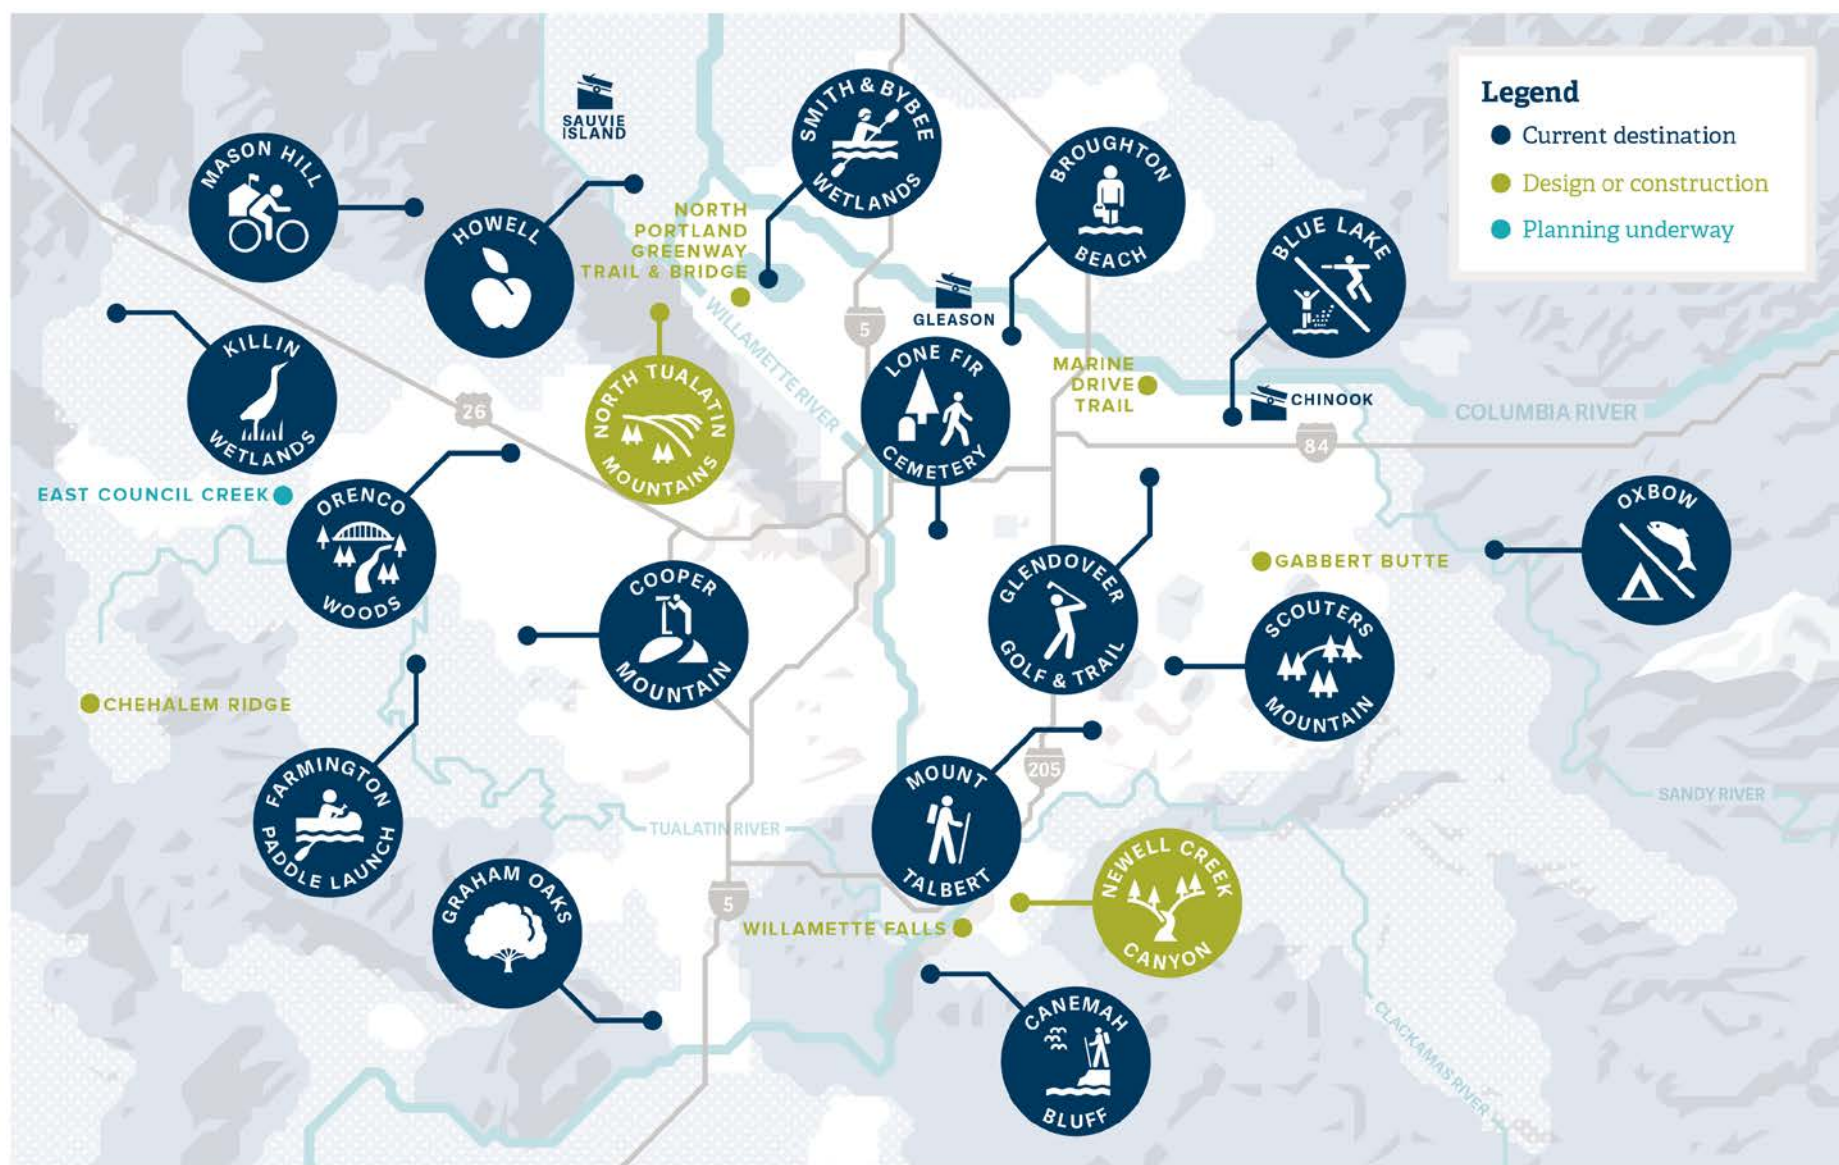 Legend
Current destination
Design or construction
Planning underway
SAUVIE
ISLAND
SMITH & BYBEE
WETLANDS
MASON HILL
BROUGHTON
BEACH
HOWELL
NORTH
PORTLAND
GREENWAY
TRAIL & BRIDGE
BLUE LAKE
WILLAMETTE RIVER
GLEASON
5
KILLIN
WETLANDS
LONE FIR
CEMETERY
MARINE
DRIVE
TRAIL
CHINOOK
COLUMBIA RIVER
26
NORTH TUALATIN
MOUNTAINS
84
EAST COUNCIL CREEK
ORENCO
WOODS
OXBOW
COOPER
MOUNTAIN
GLENDOVEER
GOLF & TRAIL
GABBERT BUTTE
SCOUTERS
MOUNTAIN
CHEHALEM RIDGE
FARMINGTON
PADDLE LAUNCH
MOUNT
TALBERT
205
SANDY RIVER
TUALATIN RIVER
GRAHAM OAKS
5
WILLAMETTE FALLS
NEWELL CREEK
CANYON
CANEMAH
BLUFF
CLACKAMAS RIVER